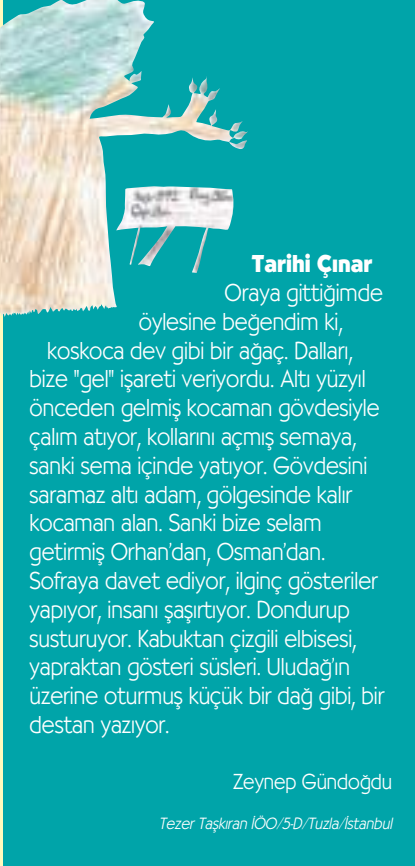 Tarihi Çınar
Oraya gittiğimde
öylesine beğendim ki,
koskoca dev gibi bir ağaç. Dalları,
bize "gel" işareti veriyordu. Altı yüzyıl
önceden gelmiş kocaman gövdesiyle
çalım atıyor, kollarını açmış semaya,
sanki sema içinde yatıyor. Gövdesini
saramaz altı adam, gölgesinde kalır
kocaman alan. Sanki bize selam
getirmiş Orhan'dan, Osman'dan.
Sofraya davet ediyor, ilginç gösteriler
yapıyor, insanı şaşırtıyor. Dondurup
susturuyor. Kabuktan çizgili elbisesi,
yapraktan gösteri süsleri. Uludağ'ın
üzerine oturmuş küçük bir dağ gibi, bir
destan yazıyor.
Zeynep Gündoğdu
Tezer Taşkıran İÖO/5-D/Tuzla/İstanbul